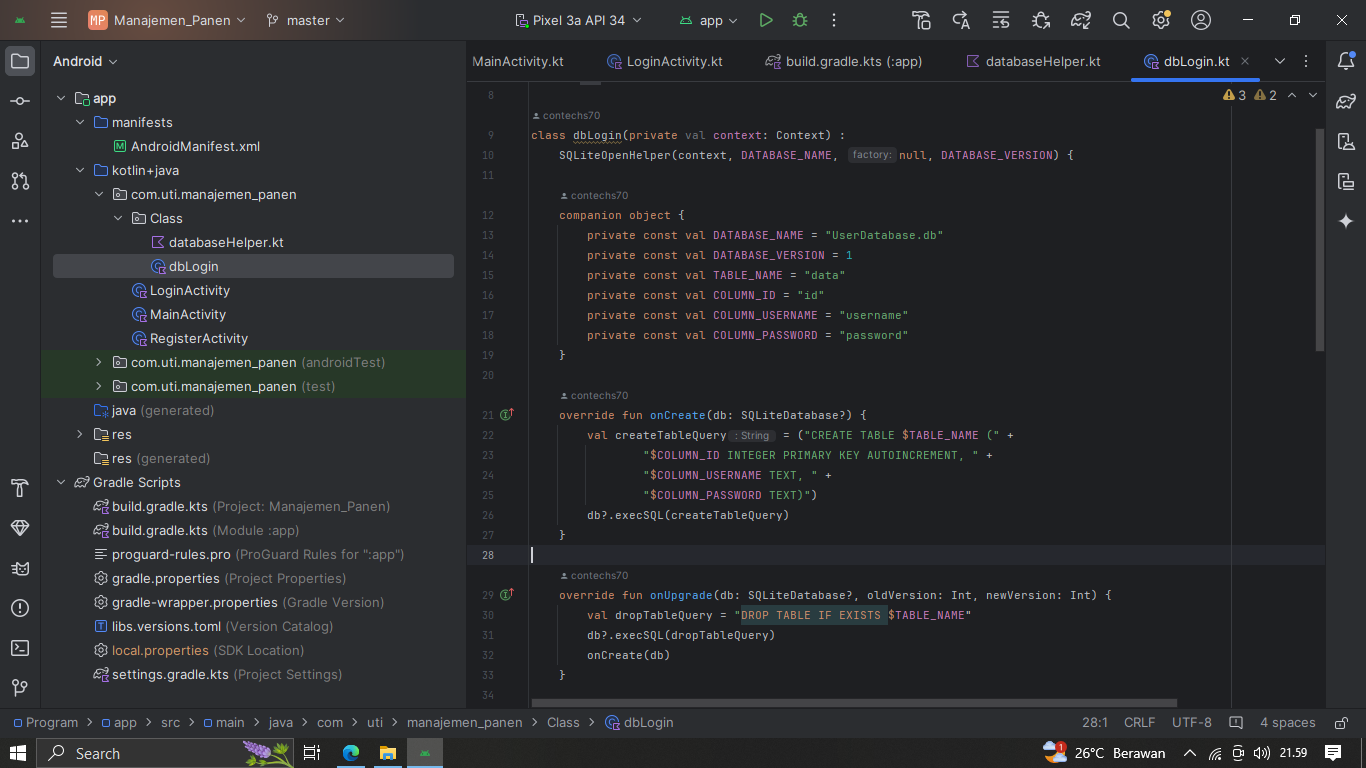 MP Manajemen_Panen master Pixel 3a API 34 app
Android
MainActivity.kt LoginActivity.kt build.gradle.kts (:app) databaseHelper.kt dbLogin.kt
app
manifests
AndroidManifest.xml
kotlin+java
com.uti.manajemen_panen
Class
databaseHelper.kt
dbLogin
LoginActivity
MainActivity
RegisterActivity
com.uti.manajemen_panen (androidTest)
com.uti.manajemen_panen (test)
java (generated)
res
res (generated)
Gradle Scripts
build.gradle.kts (Project: Manajemen_Panen)
build.gradle.kts (Module :app)
proguard-rules.pro (ProGuard Rules for ":app")
gradle.properties (Project Properties)
gradle-wrapper.properties (Gradle Version)
libs.versions.toml (Version Catalog)
local.properties (SDK Location)
settings.gradle.kts (Project Settings)
8 3 2
contechs70
9 class dbLogin(private val context: Context) :
10 SQLiteOpenHelper(context, DATABASE_NAME, factory: null, DATABASE_VERSION) {
11
contechs70
12 companion object {
13 private const val DATABASE_NAME = "UserDatabase.db"
14 private const val DATABASE_VERSION = 1
15 private const val TABLE_NAME = "data"
16 private const val COLUMN_ID = "id"
17 private const val COLUMN_USERNAME = "username"
18 private const val COLUMN_PASSWORD = "password"
19 }
20
contechs70
21 override fun onCreate(db: SQLiteDatabase?) {
22 val createTableQuery : String = ("CREATE TABLE $TABLE_NAME (" +
23 "$COLUMN_ID INTEGER PRIMARY KEY AUTOINCREMENT, " +
24 "$COLUMN_USERNAME TEXT, " +
25 "$COLUMN_PASSWORD TEXT)")
26 db?.execSQL(createTableQuery)
27 }
28
contechs70
29 override fun onUpgrade(db: SQLiteDatabase?, oldVersion: Int, newVersion: Int) {
30 val dropTableQuery = "DROP TABLE IF EXISTS $TABLE_NAME"
31 db?.execSQL(dropTableQuery)
32 onCreate(db)
33 }
34
Program > app > src > main > java > com > uti > manajemen_panen > Class > dbLogin 28:1 CRLF UTF-8 4 spaces
Search 1 26°C Berawan 21.59